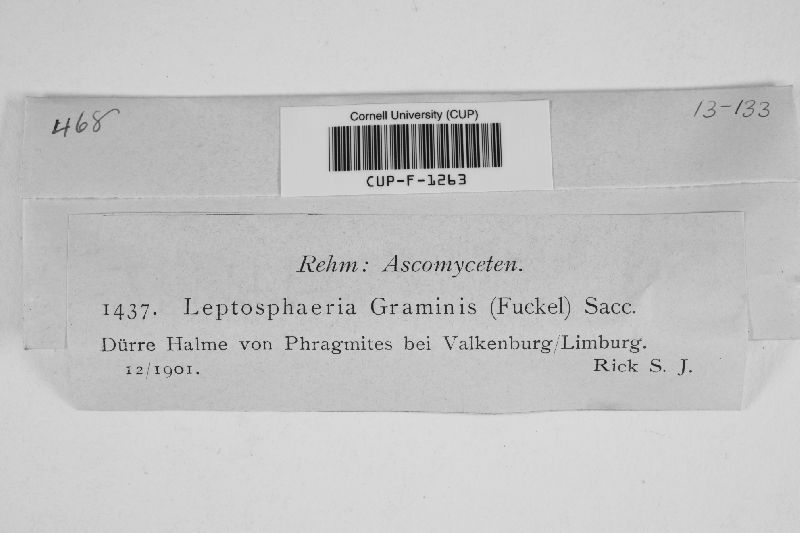 468
13-133
Cornell University (CUP)
CUP-F-1263
Rehm: Ascomyceten.
1437. Leptosphaeria Graminis (Fuckel) Sacc.
Dürre Halme von Phragmites bei Valkenburg/Limburg.
12/1901. Rick S. J.